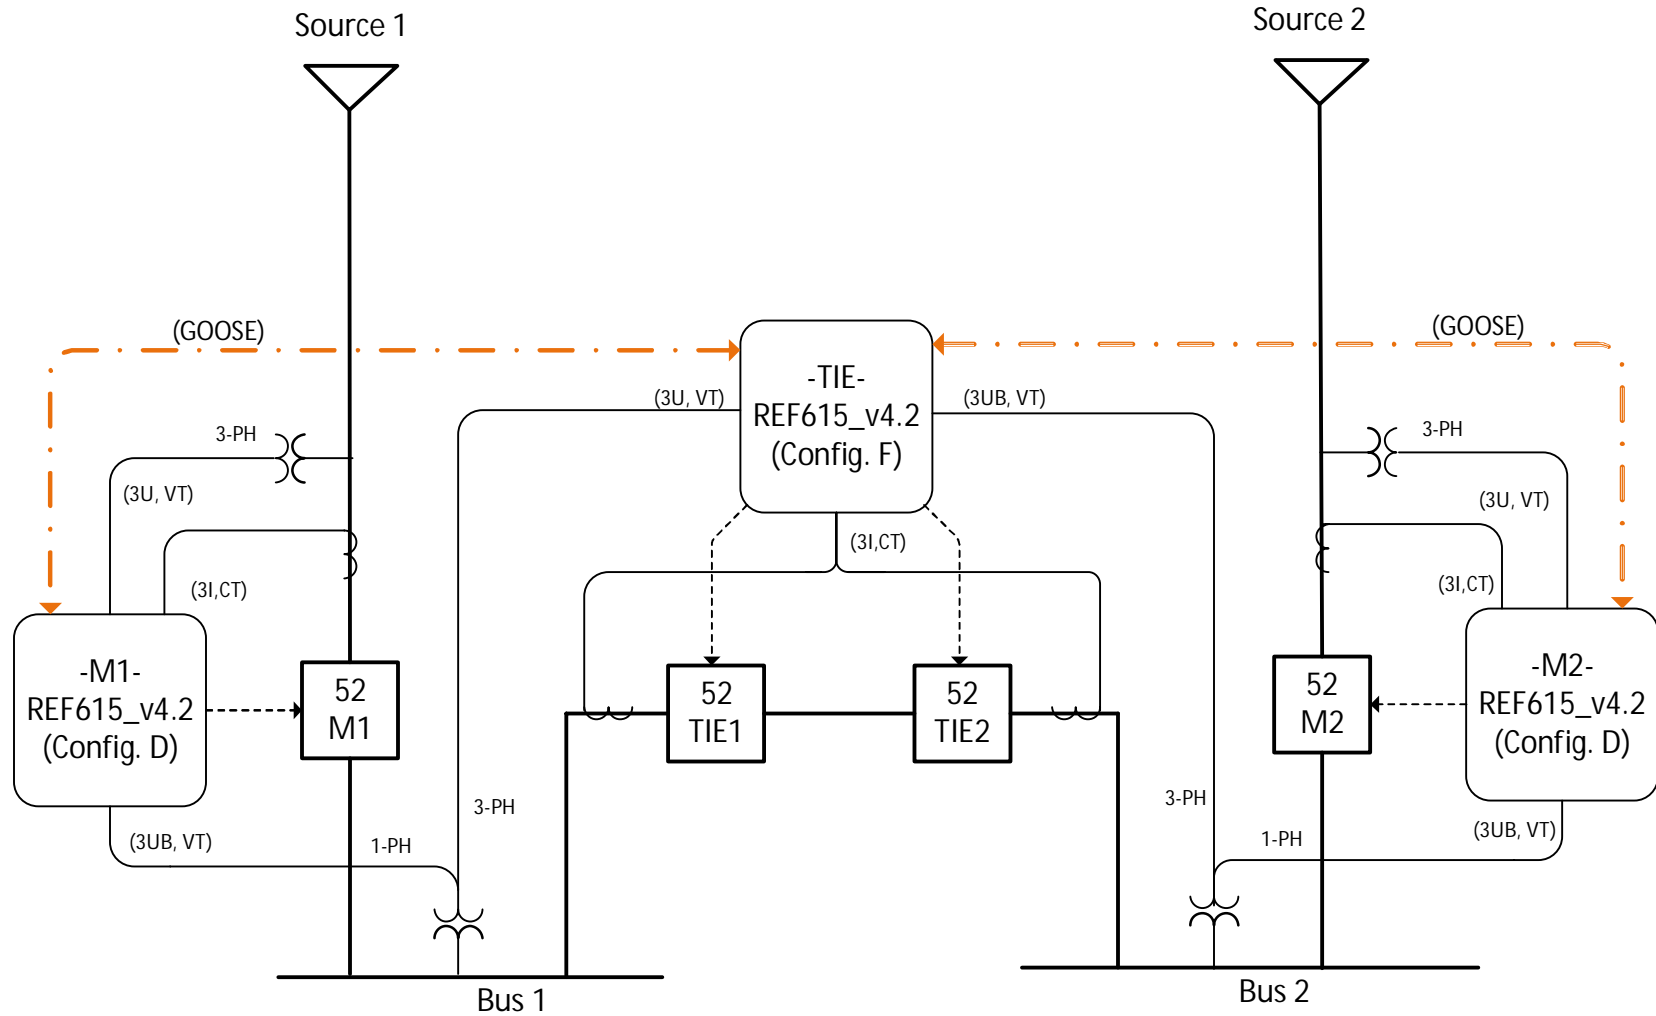 Source 1
Source 2
(GOOSE)
(GOOSE)
-TIE-
REF615_v4.2
(Config. F)
(3U, VT)
(3UB, VT)
3-PH
3-PH
(3U, VT)
(3U, VT)
(3I,CT)
(3I,CT)
(3I,CT)
-M1-
REF615_v4.2
(Config. D)
52
M1
52
TIE1
52
TIE2
52
M2
-M2-
REF615_v4.2
(Config. D)
3-PH
3-PH
(3UB, VT)
1-PH
1-PH
(3UB, VT)
Bus 1
Bus 2